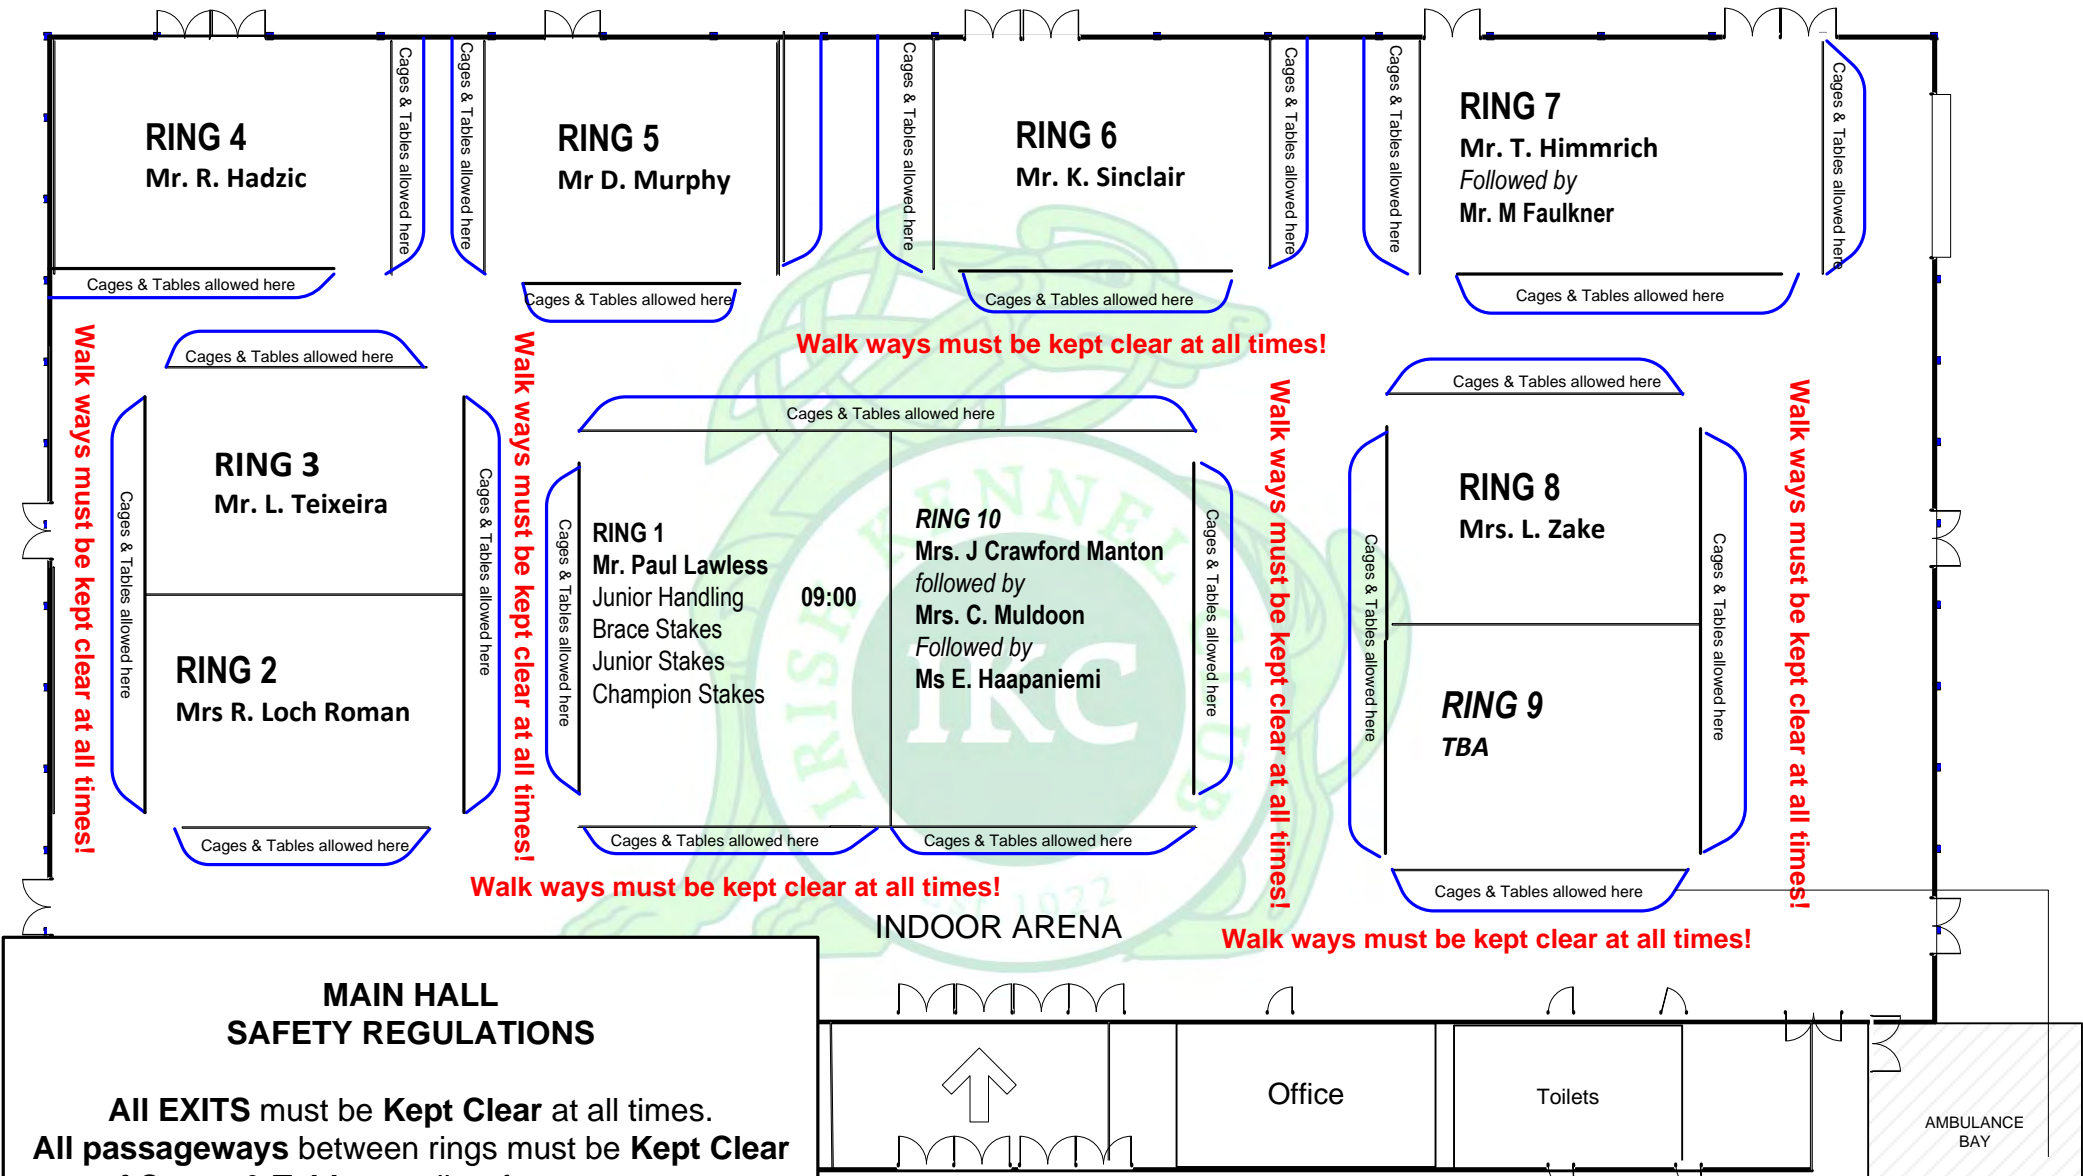 RING 4
Mr. R. Hadzic
Cages & Tables allowed here
Cages & Tables allowed here
Cages & Tables allowed here
RING 5
Mr D. Murphy
Cages & Tables allowed here
Cages & Tables allowed here
RING 6
Mr. K. Sinclair
Cages & Tables allowed here
Cages & Tables allowed here
Cages & Tables allowed here
RING 7
Mr. T. Himmrich
Followed by
Mr. M Faulkner
Cages & Tables allowed here
Cages & Tables allowed here
Walk ways must be kept clear at all times!
Walk ways must be kept clear at all times!
Cages & Tables allowed here
Cages & Tables allowed here
RING 3
Mr. L. Teixeira
RING 2
Mrs R. Loch Roman
Cages & Tables allowed here
Cages & Tables allowed here
Walk ways must be kept clear at all times!
Cages & Tables allowed here
Cages & Tables allowed here
RING 1
Mr. Paul Lawless
Junior Handling 09:00
Brace Stakes
Junior Stakes
Champion Stakes
Cages & Tables allowed here
RING 10
Mrs. J Crawford Manton
followed by
Mrs. C. Muldoon
Followed by
Ms E. Haapaniemi
Cages & Tables allowed here
Cages & Tables allowed here
IRISH KENNEL CLUB
IKC
EST 1922
Walk ways must be kept clear at all times!
Cages & Tables allowed here
Cages & Tables allowed here
RING 8
Mrs. L. Zake
RING 9
TBA
Cages & Tables allowed here
Cages & Tables allowed here
Walk ways must be kept clear at all times!
Walk ways must be kept clear at all times!
INDOOR ARENA
Walk ways must be kept clear at all times!
MAIN HALL
SAFETY REGULATIONS
All EXITS must be Kept Clear at all times.
All passageways between rings must be Kept Clear
Office
Toilets
AMBULANCE
BAY